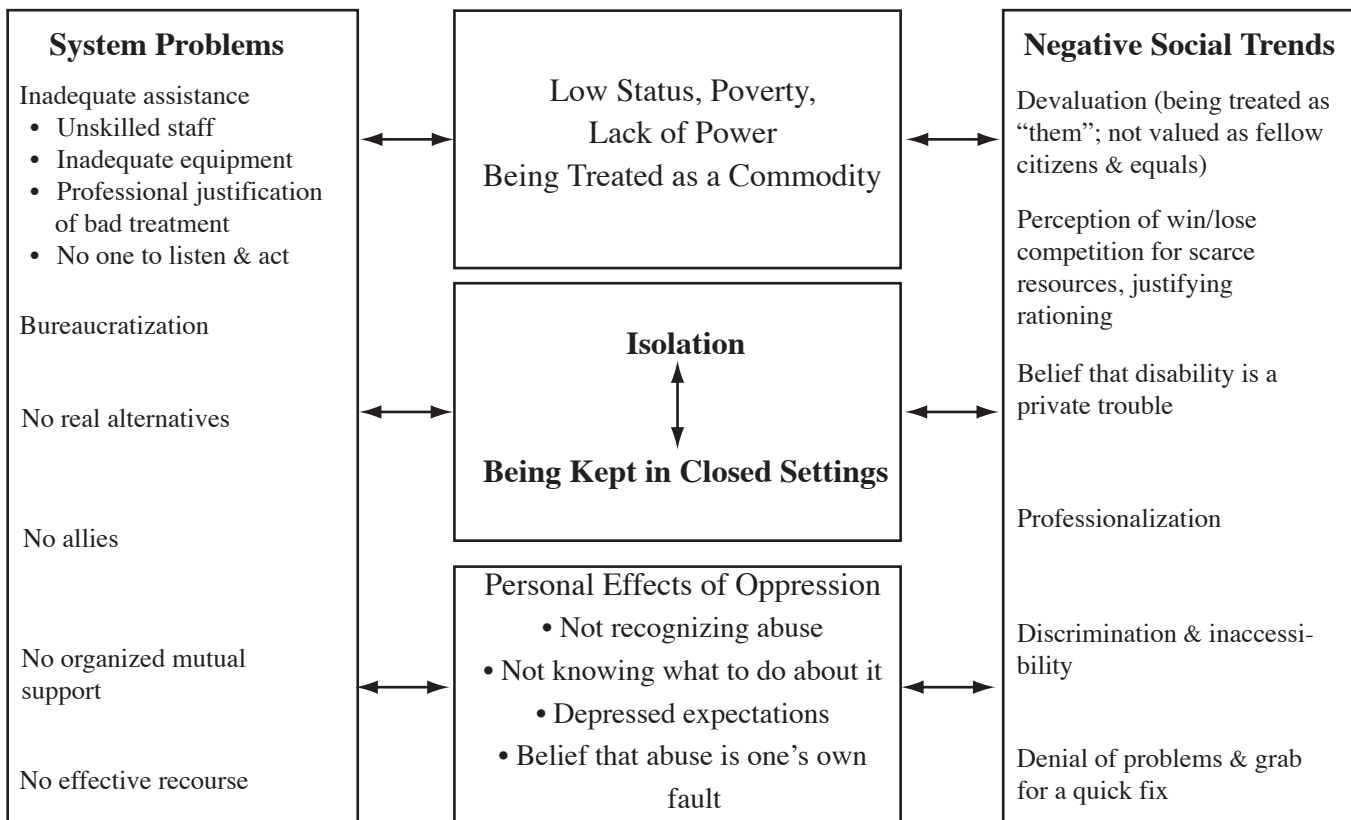 System Problems
Inadequate assistance
• Unskilled staff
• Inadequate equipment
• Professional justification
of bad treatment
• No one to listen & act
Bureaucratization
No real alternatives
No allies
No organized mutual
support
No effective recourse
Low Status, Poverty,
Lack of Power
Being Treated as a Commodity
Isolation
Being Kept in Closed Settings
Personal Effects of Oppression
• Not recognizing abuse
• Not knowing what to do about it
• Depressed expectations
• Belief that abuse is one’s own
fault
Negative Social Trends
Devaluation (being treated as
“them”; not valued as fellow
citizens & equals)
Perception of win/lose
competition for scarce
resources, justifying
rationing
Belief that disability is a
private trouble
Professionalization
Discrimination & inaccessi-
bility
Denial of problems & grab
for a quick fix